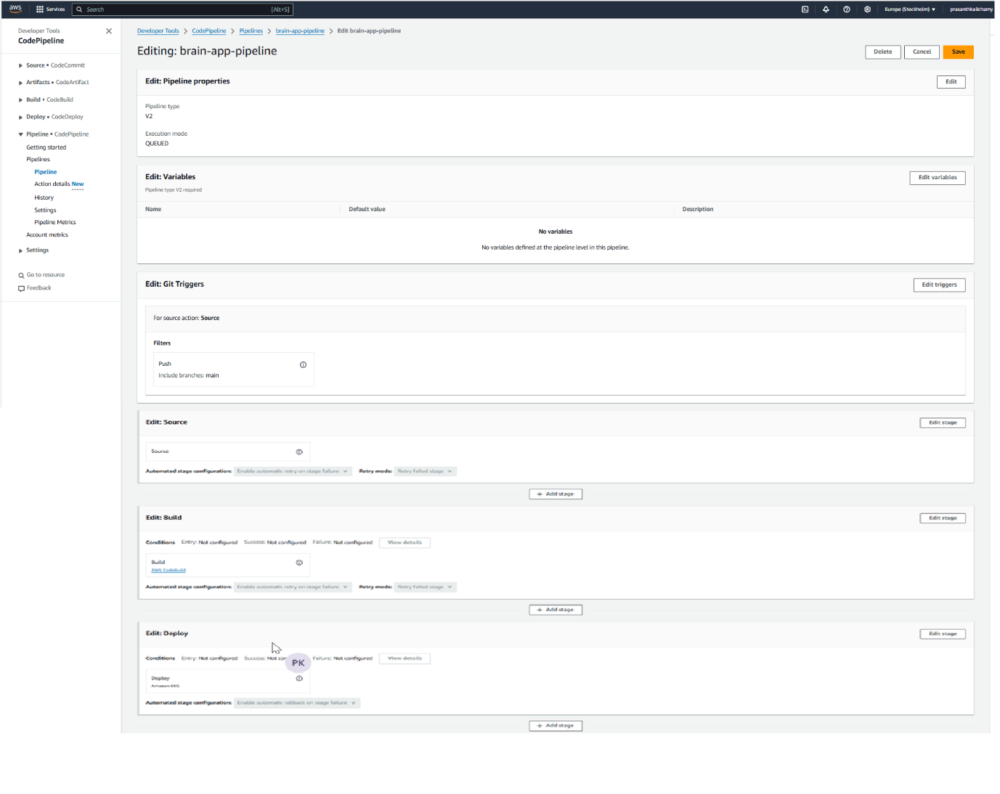 aws Services Search [Alt+S] Europe (Stockholm) prasanthkalichamy
Developer Tools
CodePipeline
Source • CodeCommit
Artifacts • CodeArtifact
Build • CodeBuild
Deploy • CodeDeploy
Pipeline • CodePipeline
Getting started
Pipelines
Pipeline
Action details New
History
Settings
Pipeline Metrics
Account metrics
Settings
Go to resource
Feedback
Developer Tools > CodePipeline > Pipelines > brain-app-pipeline > Edit brain-app-pipeline
Editing: brain-app-pipeline Delete Cancel Save
Edit: Pipeline properties Edit
Pipeline type
V2
Execution mode
QUEUED
Edit: Variables Edit variables
Pipeline type V2 required
Name Default value Description
No variables
No variables defined at the pipeline level in this pipeline.
Edit: Git Triggers Edit triggers
For source action: Source
Filters
Push
Include branches: main
Edit: Source Edit stage
Source
Automated stage configuration: Enable automatic retry on stage failure Retry mode: Retry failed stage
+ Add stage
Edit: Build Edit stage
Conditions Entry: Not configured Success: Not configured Failure: Not configured View details
Build
AWS CodeBuild
Automated stage configuration: Enable automatic retry on stage failure Retry mode: Retry failed stage
+ Add stage
Edit: Deploy Edit stage
Conditions Entry: Not configured Success: Not Failure: Not configured View details
PK
Deploy
Amazon EKS
Automated stage configuration: Enable automatic rollback on stage failure
+ Add stage